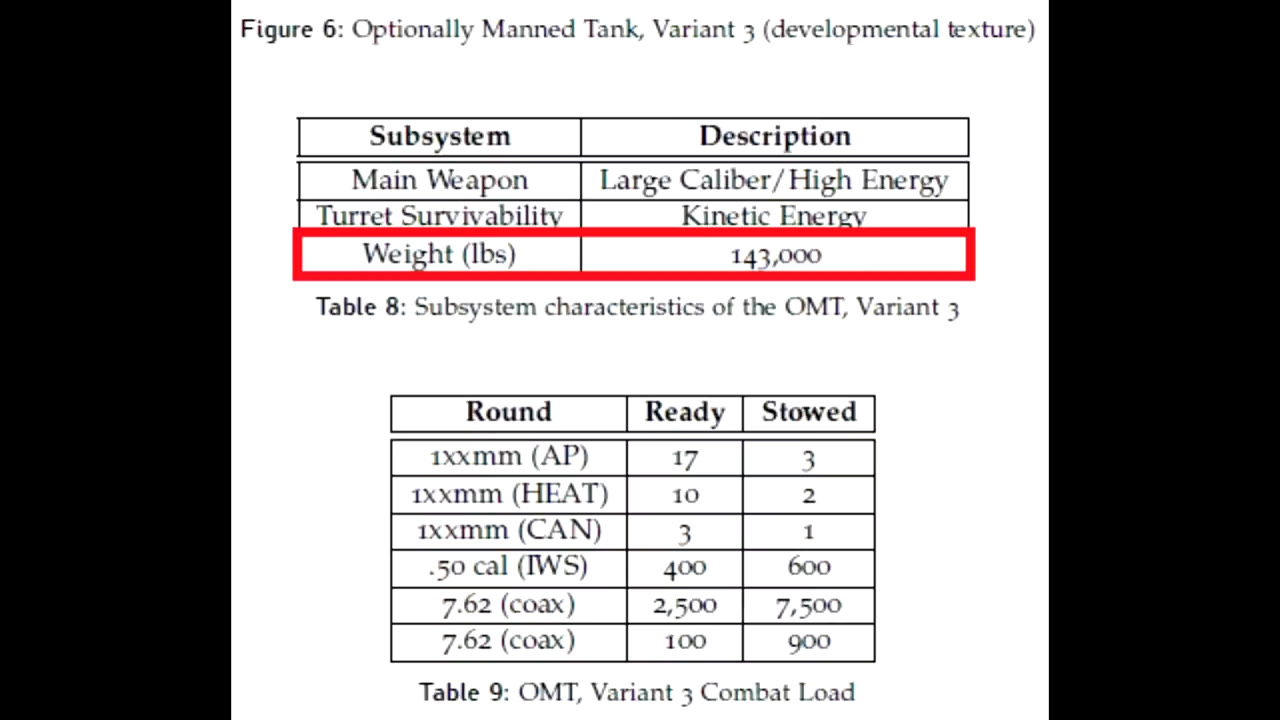 Figure 6: Optionally Manned Tank, Variant 3 (developmental texture)
Subsystem Description
Main Weapon Large Caliber/High Energy
Turret Survivability Kinetic Energy
Weight (lbs) 143,000
Table 8: Subsystem characteristics of the OMT, Variant 3
Round Ready Stowed
1xxmm (AP) 17 3
1xxmm (HEAT) 10 2
1xxmm (CAN) 3 1
.50 cal (IWS) 400 600
7.62 (coax) 2,500 7,500
7.62 (coax) 100 900
Table 9: OMT, Variant 3 Combat Load